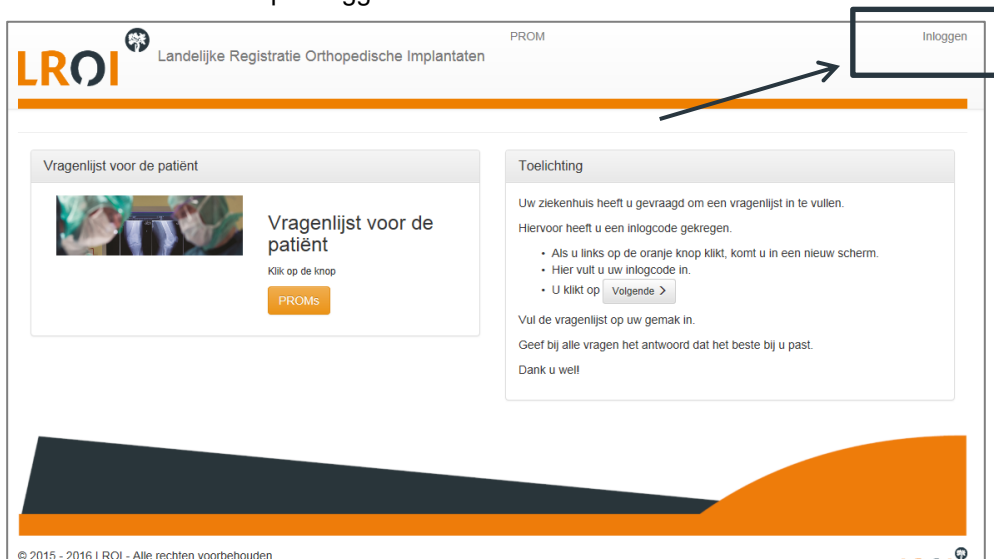 PROM
Inloggen
LROI
Landelijke Registratie Orthopedische Implantaten
Vragenlijst voor de patiënt
Vragenlijst voor de
patiënt
Klik op de knop
PROMs
Toelichting
Uw ziekenhuis heeft u gevraagd om een vragenlijst in te vullen.
Hiervoor heeft u een inlogcode gekregen.
• Als u links op de oranje knop klikt, komt u in een nieuw scherm.
• Hier vult u uw inlogcode in.
• U klikt op Volgende >
Vul de vragenlijst op uw gemak in.
Geef bij alle vragen het antwoord dat het beste bij u past.
Dank u wel!
© 2015 - 2016 LROI - Alle rechten voorbehouden